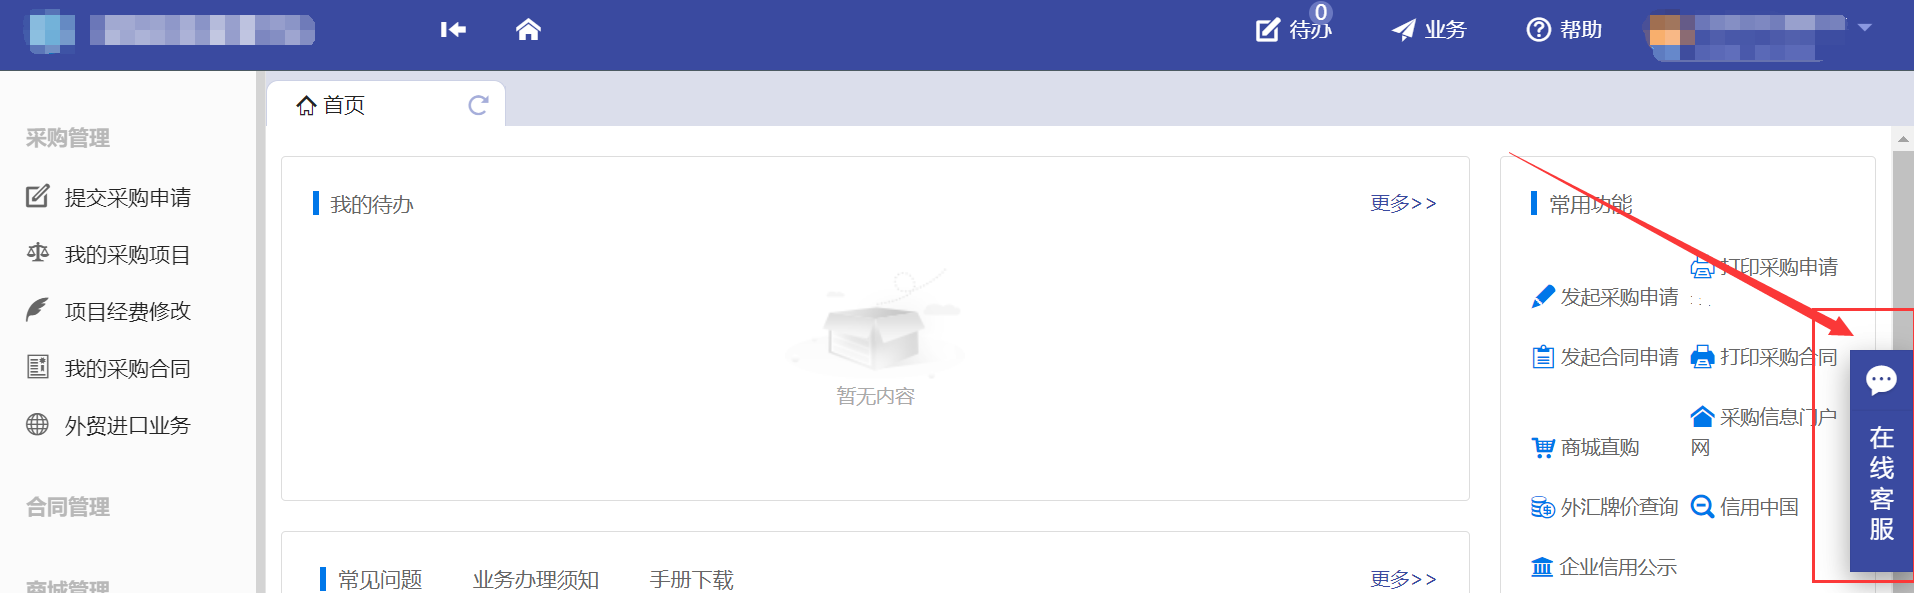 待办
0
业务
帮助
首页
采购管理
提交采购申请
我的采购项目
项目经费修改
我的采购合同
外贸进口业务
合同管理
商城管理
我的待办
更多>>
暂无内容
常见问题
业务办理须知
手册下载
更多>>
常用功能
发起采购申请
打印采购申请
...
发起合同申请
打印采购合同
商城直购
采购信息门户
网
外汇牌价查询
信用中国
企业信用公示
在
线
客
服